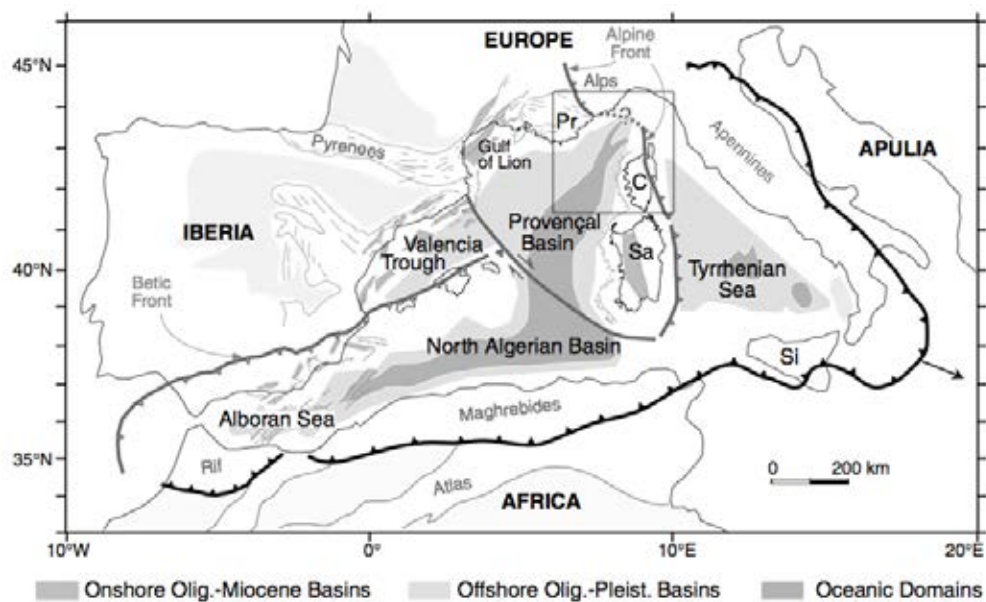 EUROPE
Alpine
Front
45°N
Alps
Pr
Pyrenees
Gulf
of Lion
Apennines
APULIA
C
IBERIA
Provençal
Basin
Valencia
Trough
Sa
Tyrrhenian
Sea
40°N
Betic
Front
North Algerian Basin
Si
Alboran Sea
Maghrebides
35°N
Rif
0 200 km
Atlas
AFRICA
10°W 0° 10°E 20°E
Onshore Olig.-Miocene Basins Offshore Olig.-Pleist. Basins Oceanic Domains